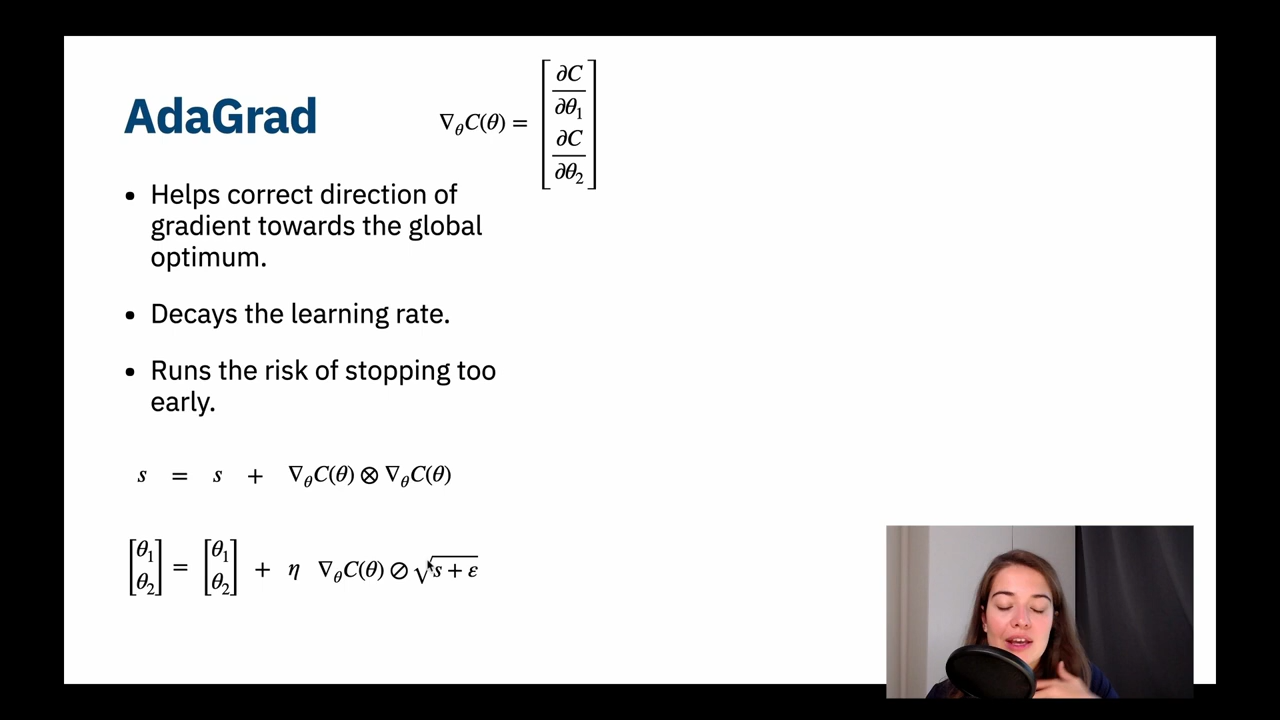 AdaGrad
∇θC(θ) = [∂C/∂θ1 ∂C/∂θ2]
• Helps correct direction of
gradient towards the global
optimum.
• Decays the learning rate.
• Runs the risk of stopping too
early.
s = s + ∇θC(θ) ⊗ ∇θC(θ)
[θ1 θ2] = [θ1 θ2] + η ∇θC(θ) ⊘ √s + ε